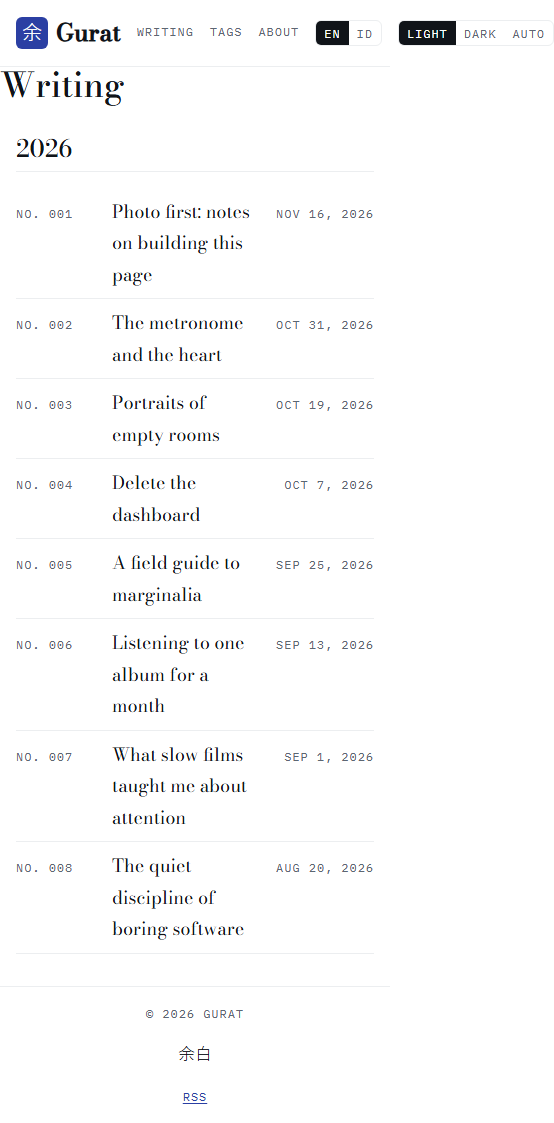 余 Gurat WRITING TAGS ABOUT EN ID LIGHT DARK AUTO
Writing
2026
NO. 001 Photo first: notes NOV 16, 2026
on building this
page
NO. 002 The metronome OCT 31, 2026
and the heart
NO. 003 Portraits of OCT 19, 2026
empty rooms
NO. 004 Delete the OCT 7, 2026
dashboard
NO. 005 A field guide to SEP 25, 2026
marginalia
NO. 006 Listening to one SEP 13, 2026
album for a
month
NO. 007 What slow films SEP 1, 2026
taught me about
attention
NO. 008 The quiet AUG 20, 2026
discipline of
boring software
© 2026 GURAT
余白
RSS